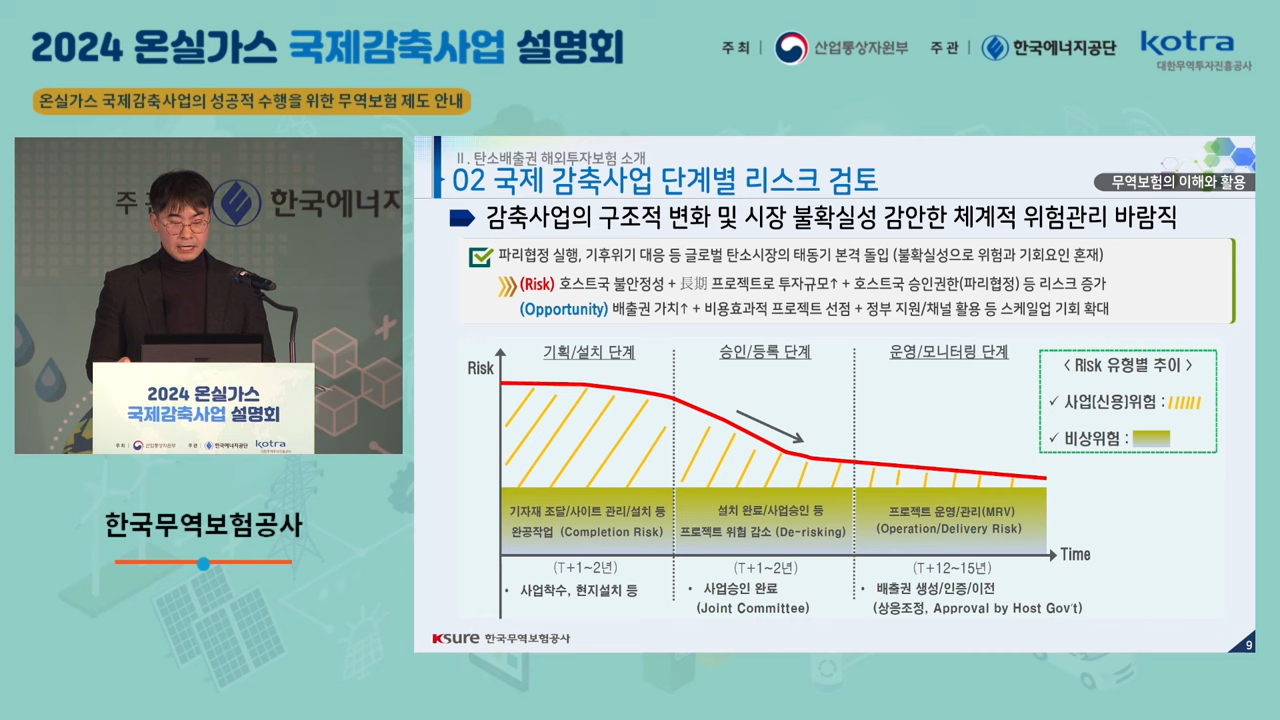 2024 온실가스 국제감축사업 설명회
주 최 | 산업통상자원부 주 관 | 한국에너지공단 kotra
대한무역투자진흥공사
온실가스 국제감축사업의 성공적 수행을 위한 무역보험 제도 안내
주
한국에너지
2024 온실가스
국제감축사업 설명회
주 최 | 산업통상자원부 주 관 | 한국에너지공단 kotra
한국무역보험공사
Ⅱ. 탄소배출권 해외투자보험 소개
02 국제 감축사업 단계별 리스크 검토
무역보험의 이해와 활용
감축사업의 구조적 변화 및 시장 불확실성 감안한 체계적 위험관리 바람직
파리협정 실행, 기후위기 대응 등 글로벌 탄소시장의 태동기 본격 돌입 (불확실성으로 위험과 기회요인 혼재)
(Risk) 호스트국 불안정성 + 長期 프로젝트로 투자규모↑ + 호스트국 승인권한(파리협정) 등 리스크 증가
(Opportunity) 배출권 가치↑ + 비용효과적 프로젝트 선점 + 정부 지원/채널 활용 등 스케일업 기회 확대
Risk
기획/설치 단계 승인/등록 단계 운영/모니터링 단계
< Risk 유형별 추이 >
✓ 사업(신용)위험 :
✓ 비상위험 :
기자재 조달/사이트 관리/설치 등
완공작업 (Completion Risk)
설치 완료/사업승인 등
프로젝트 위험 감소 (De-risking)
프로젝트 운영/관리(MRV)
(Operation/Delivery Risk)
Time
(T+1~2년) (T+1~2년) (T+12~15년)
• 사업착수, 현지설치 등
• 사업승인 완료
(Joint Committee)
• 배출권 생성/인증/이전
(상응조정, Approval by Host Gov't)
Ksure 한국무역보험공사
9